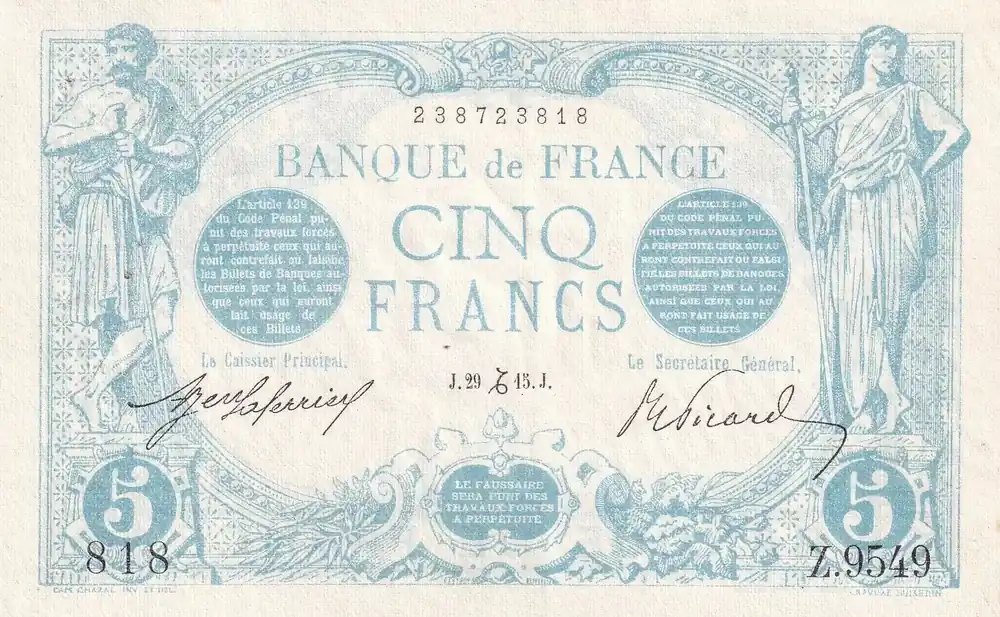 238723818
BANQUE de FRANCE
CINQ
FRANCS
L'article 139
du Code Pénal pu-
nit des travaux forcés
à perpétuité ceux qui au-
ront contrefait ou falsifié
les Billets de Banques au-
torisées par la loi, ainsi
que ceux qui auront
fait usage de
ces Billets
L'ARTICLE 139
DU CODE PÉNAL PU
NIT DES TRAVAUX FORCÉS
A PERPÉTUITÉ CEUX QUI AU
RONT CONTREFAIT OU FALSI
FIÉ LES BILLETS DE BANQUES
AUTORISÉES PAR LA LOI,
AINSI QUE CEUX QUI AU
RONT FAIT USAGE DE
CES BILLETS
Le Caissier Principal,
Le Secrétaire Général,
J.29 15.J.
Picard
LE FAUSSAIRE
SERA PUNI DES
TRAVAUX FORCÉS
A PERPÉTUITÉ
5
5
818
Z.9549